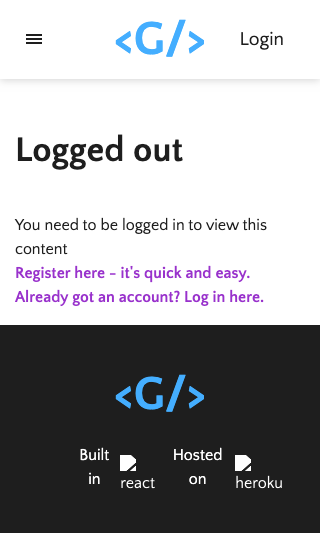 <G/>
Login
Logged out
You need to be logged in to view this
content
Register here - it's quick and easy.
Already got an account? Log in here.
<G/>
Built
in
react
Hosted
on
heroku